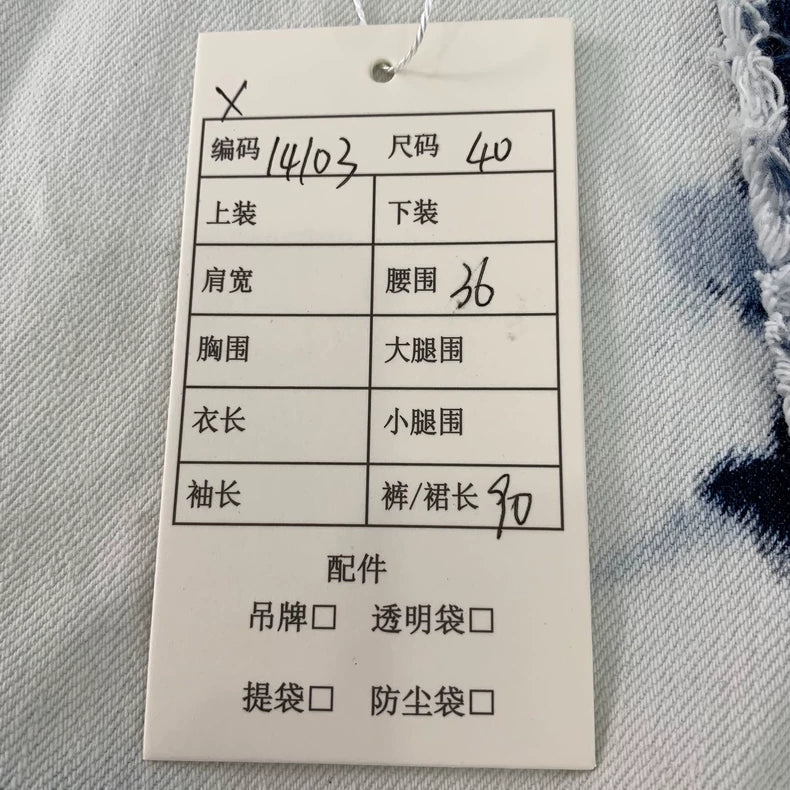 X
编码 14103 尺码 40
上装 下装
肩宽 腰围 36
胸围 大腿围
衣长 小腿围
袖长 裤/裙长 90
配件
吊牌□ 透明袋□
提袋□ 防尘袋□